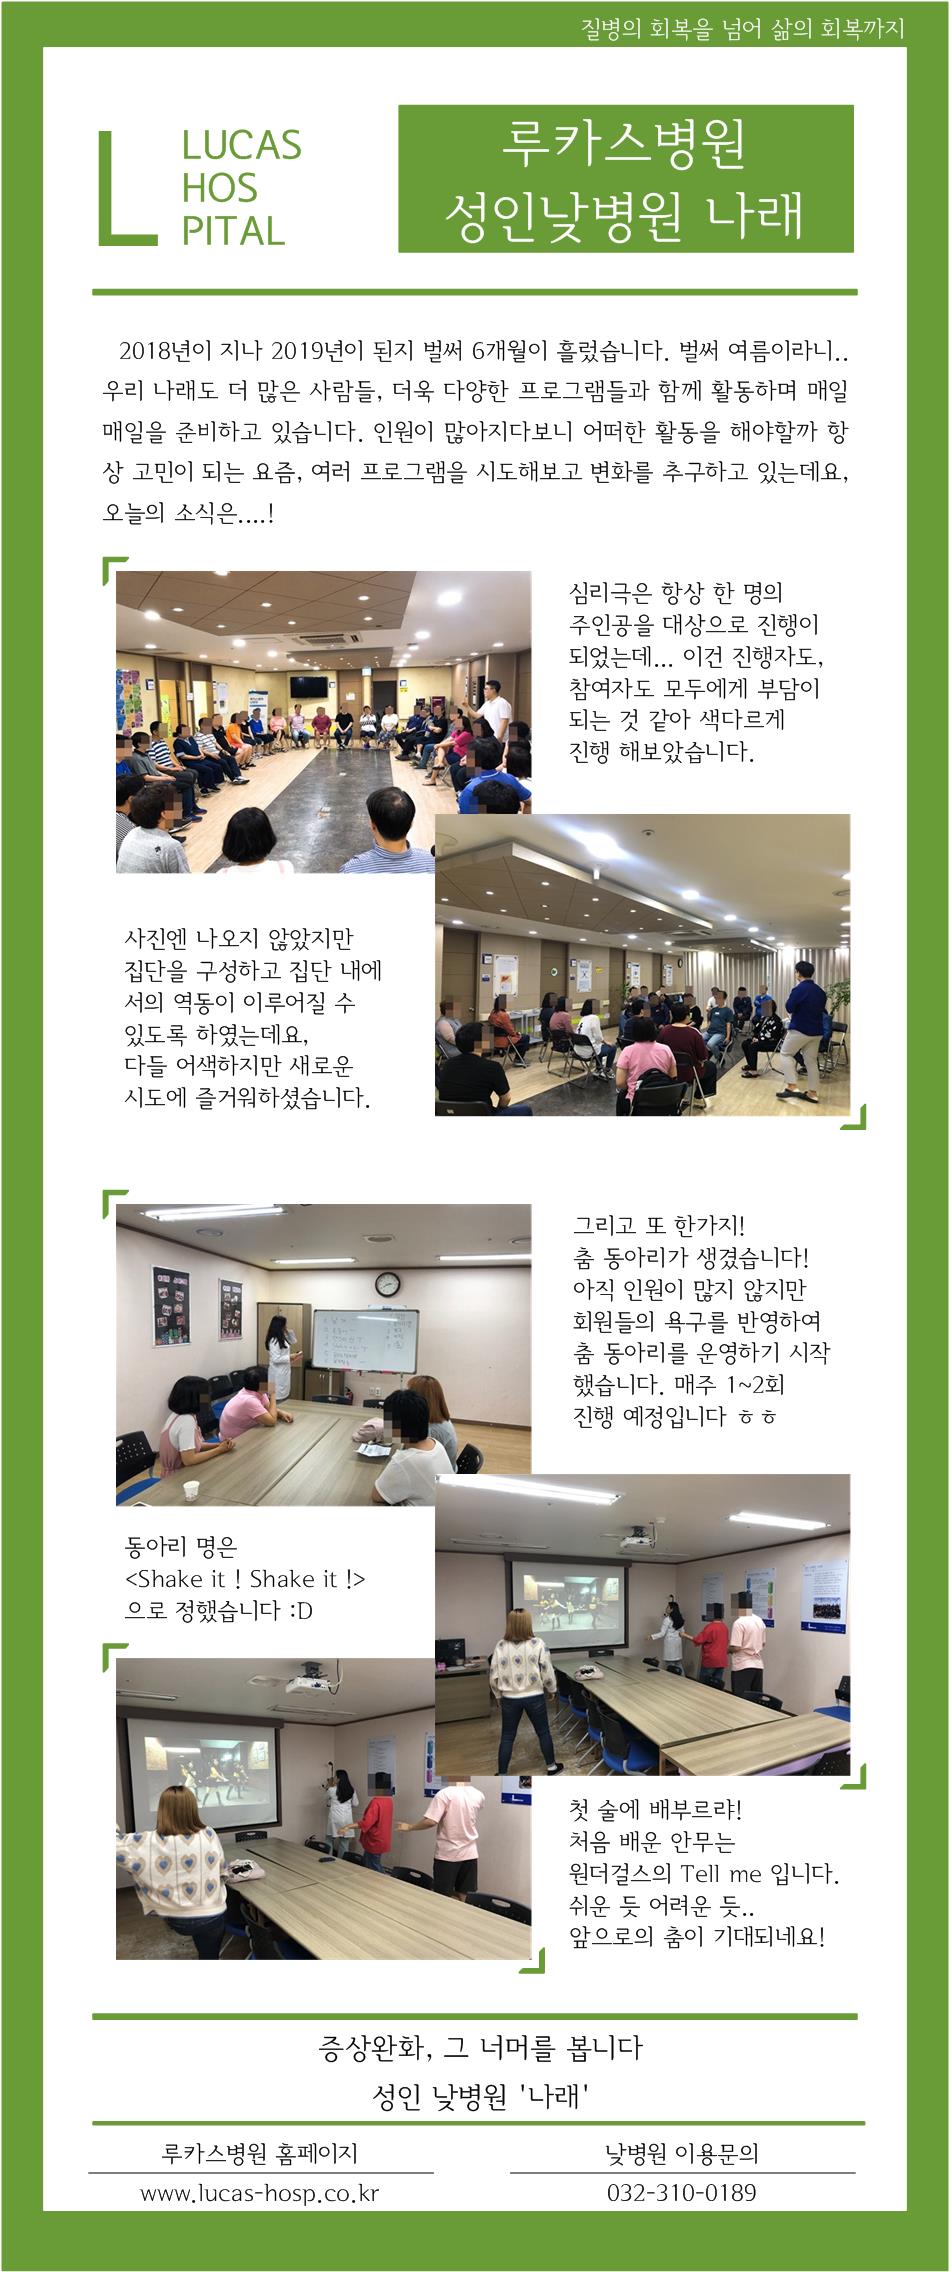 질병의 회복을 넘어 삶의 회복까지
LUCAS
HOS
PITAL
루카스병원
성인낮병원 나래
2018년이 지나 2019년이 된지 벌써 6개월이 흘렀습니다. 벌써 여름이라니..
우리 나래도 더 많은 사람들, 더욱 다양한 프로그램들과 함께 활동하며 매일
매일을 준비하고 있습니다. 인원이 많아지다보니 어떠한 활동을 해야할까 항
상 고민이 되는 요즘, 여러 프로그램을 시도해보고 변화를 추구하고 있는데요,
오늘의 소식은....!
심리극은 항상 한 명의
주인공을 대상으로 진행이
되었는데... 이건 진행자도,
참여자도 모두에게 부담이
되는 것 같아 색다르게
진행 해보았습니다.
사진엔 나오지 않았지만
집단을 구성하고 집단 내에
서의 역동이 이루어질 수
있도록 하였는데요,
다들 어색하지만 새로운
시도에 즐거워하셨습니다.
그리고 또 한가지!
춤 동아리가 생겼습니다!
아직 인원이 많지 않지만
회원들의 욕구를 반영하여
춤 동아리를 운영하기 시작
했습니다. 매주 1~2회
진행 예정입니다 ㅎㅎ
동아리 명은
<Shake it ! Shake it !>
으로 정했습니다 :D
첫 술에 배부르랴!
처음 배운 안무는
원더걸스의 Tell me 입니다.
쉬운 듯 어려운 듯..
앞으로의 춤이 기대되네요!
증상완화, 그 너머를 봅니다
성인 낮병원 '나래'
루카스병원 홈페이지
www.lucas-hosp.co.kr
낮병원 이용문의
032-310-0189